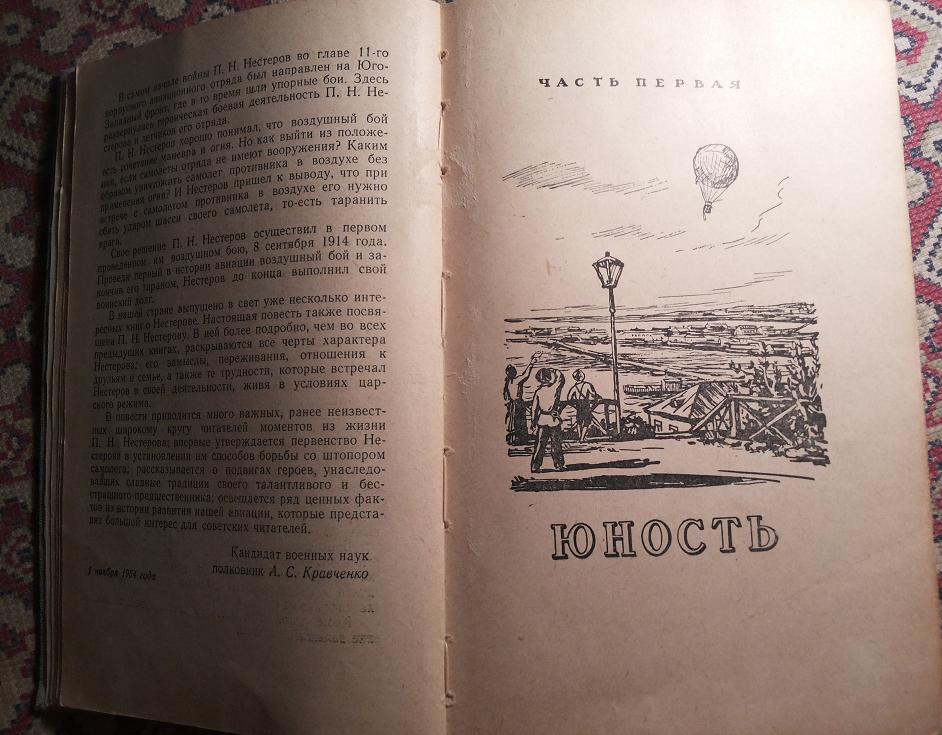 В самом начале войны П. Н. Нестеров во главе 11-го
корпусного авиационного отряда был направлен на Юго-
Западный фронт, где в то время шли упорные бои. Здесь
развернулась героическая боевая деятельность П. Н. Не-
стерова и летчиков его отряда.
П. Н. Нестеров хорошо понимал, что воздушный бой
есть сочетание маневра и огня. Но как выйти из положе-
ния, если самолеты отряда не имеют вооружения? Каким
образом уничтожить самолет противника в воздухе без
применения огня? И Нестеров пришел к выводу, что при
встрече с самолетом противника в воздухе его нужно
сбить ударом шасси своего самолета, то-есть таранить
врага.
Свое решение П. Н. Нестеров осуществил в первом
проведенном им воздушном бою, 8 сентября 1914 года.
Проведя первый в истории авиации воздушный бой и за-
кончив его тараном, Нестеров до конца выполнил свой
воинский долг.
В нашей стране выпущено в свет уже несколько инте-
ресных книг о Нестерове. Настоящая повесть также посвя-
щена П. Н. Нестерову. В ней более подробно, чем во всех
предыдущих книгах, раскрываются все черты характера
Нестерова; его замыслы, переживания, отношения к
друзьям и семье, а также те трудности, которые встречал
Нестеров в своей деятельности, живя в условиях цар-
ского режима.
В повести приводится много важных, ранее неизвест-
ных широкому кругу читателей моментов из жизни
П. Н. Нестерова; впервые утверждается первенство Не-
стерова в установлении им способов борьбы со штопором
самолета; рассказывается о подвигах героев, унаследо-
вавших славные традиции своего талантливого и бес-
страшного предшественника; освещается ряд ценных фак-
тов из истории развития нашей авиации, которые предста-
вят большой интерес для советских читателей.
Кандидат военных наук
полковник А. С. Кравченко
1 ноября 1954 года
ЧАСТЬ ПЕРВАЯ
ЮНОСТЬ